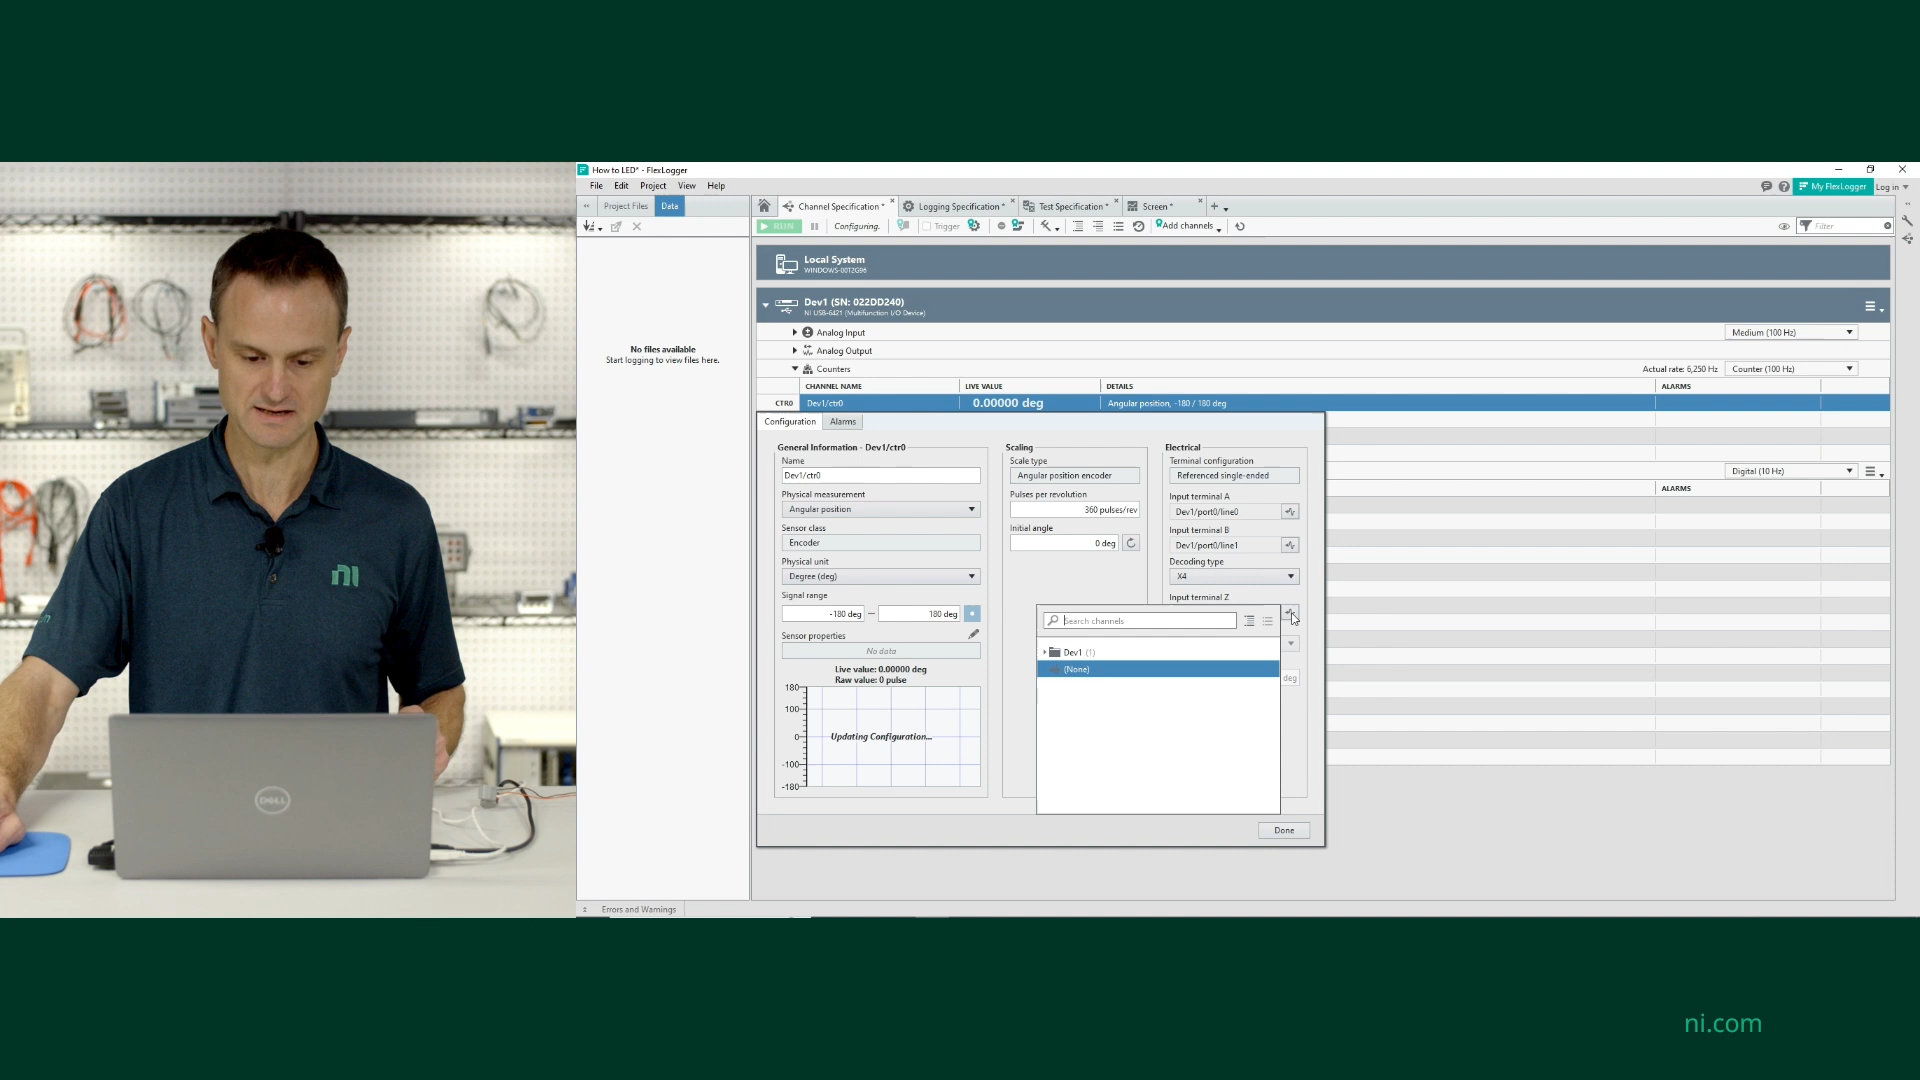 How to LED* - FlexLogger
File Edit Project View Help
My FlexLogger Log in
Project Files Data
Channel Specification * Logging Specification * Test Specification * Screen *
RUN Configuring. Trigger Add channels Filter
No files available
Start logging to view files here.
Local System
WINDOWS-00T2G96
Dev1 (SN: 022DD240)
NI USB-6421 (Multifunction I/O Device)
Analog Input Medium (100 Hz)
Analog Output
Counters Actual rate: 6,250 Hz Counter (100 Hz)
CHANNEL NAME LIVE VALUE DETAILS ALARMS
CTR0 Dev1/ctr0 0.00000 deg Angular position, -180 / 180 deg
Digital (10 Hz)
ALARMS
Configuration Alarms
General Information - Dev1/ctr0
Name
Dev1/ctr0
Physical measurement
Angular position
Sensor class
Encoder
Physical unit
Degree (deg)
Signal range
-180 deg — 180 deg
Sensor properties
No data
Live value: 0.00000 deg
Raw value: 0 pulse
180
100
0
-100
-180
Updating Configuration...
Scaling
Scale type
Angular position encoder
Pulses per revolution
360 pulses/rev
Initial angle
0 deg
Electrical
Terminal configuration
Referenced single-ended
Input terminal A
Dev1/port0/line0
Input terminal B
Dev1/port0/line1
Decoding type
X4
Input terminal Z
Search channels
Dev1 (1)
(None)
deg
Done
Errors and Warnings
ni
DELL
ni.com